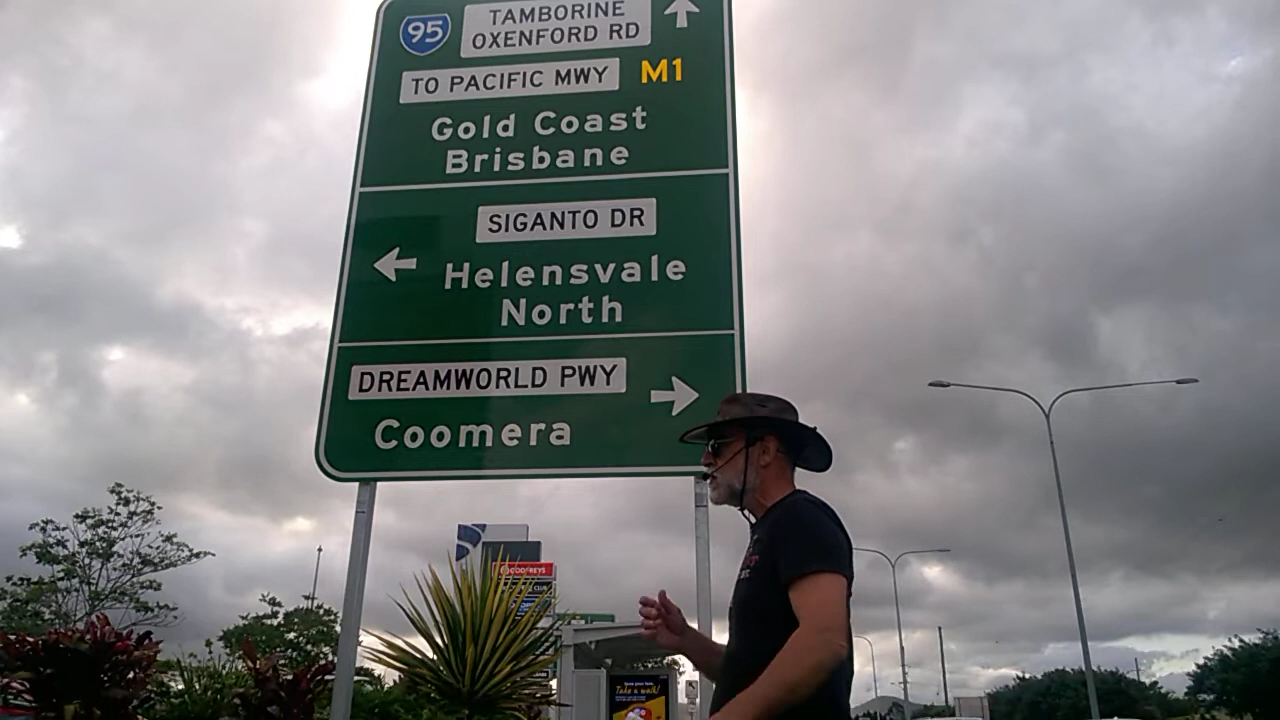 95
TAMBORINE
OXENFORD RD
TO PACIFIC MWY M1
Gold Coast
Brisbane
SIGANTO DR
Helensvale
North
DREAMWORLD PWY
Coomera
GODFREYS
CLUB
Take a walk!